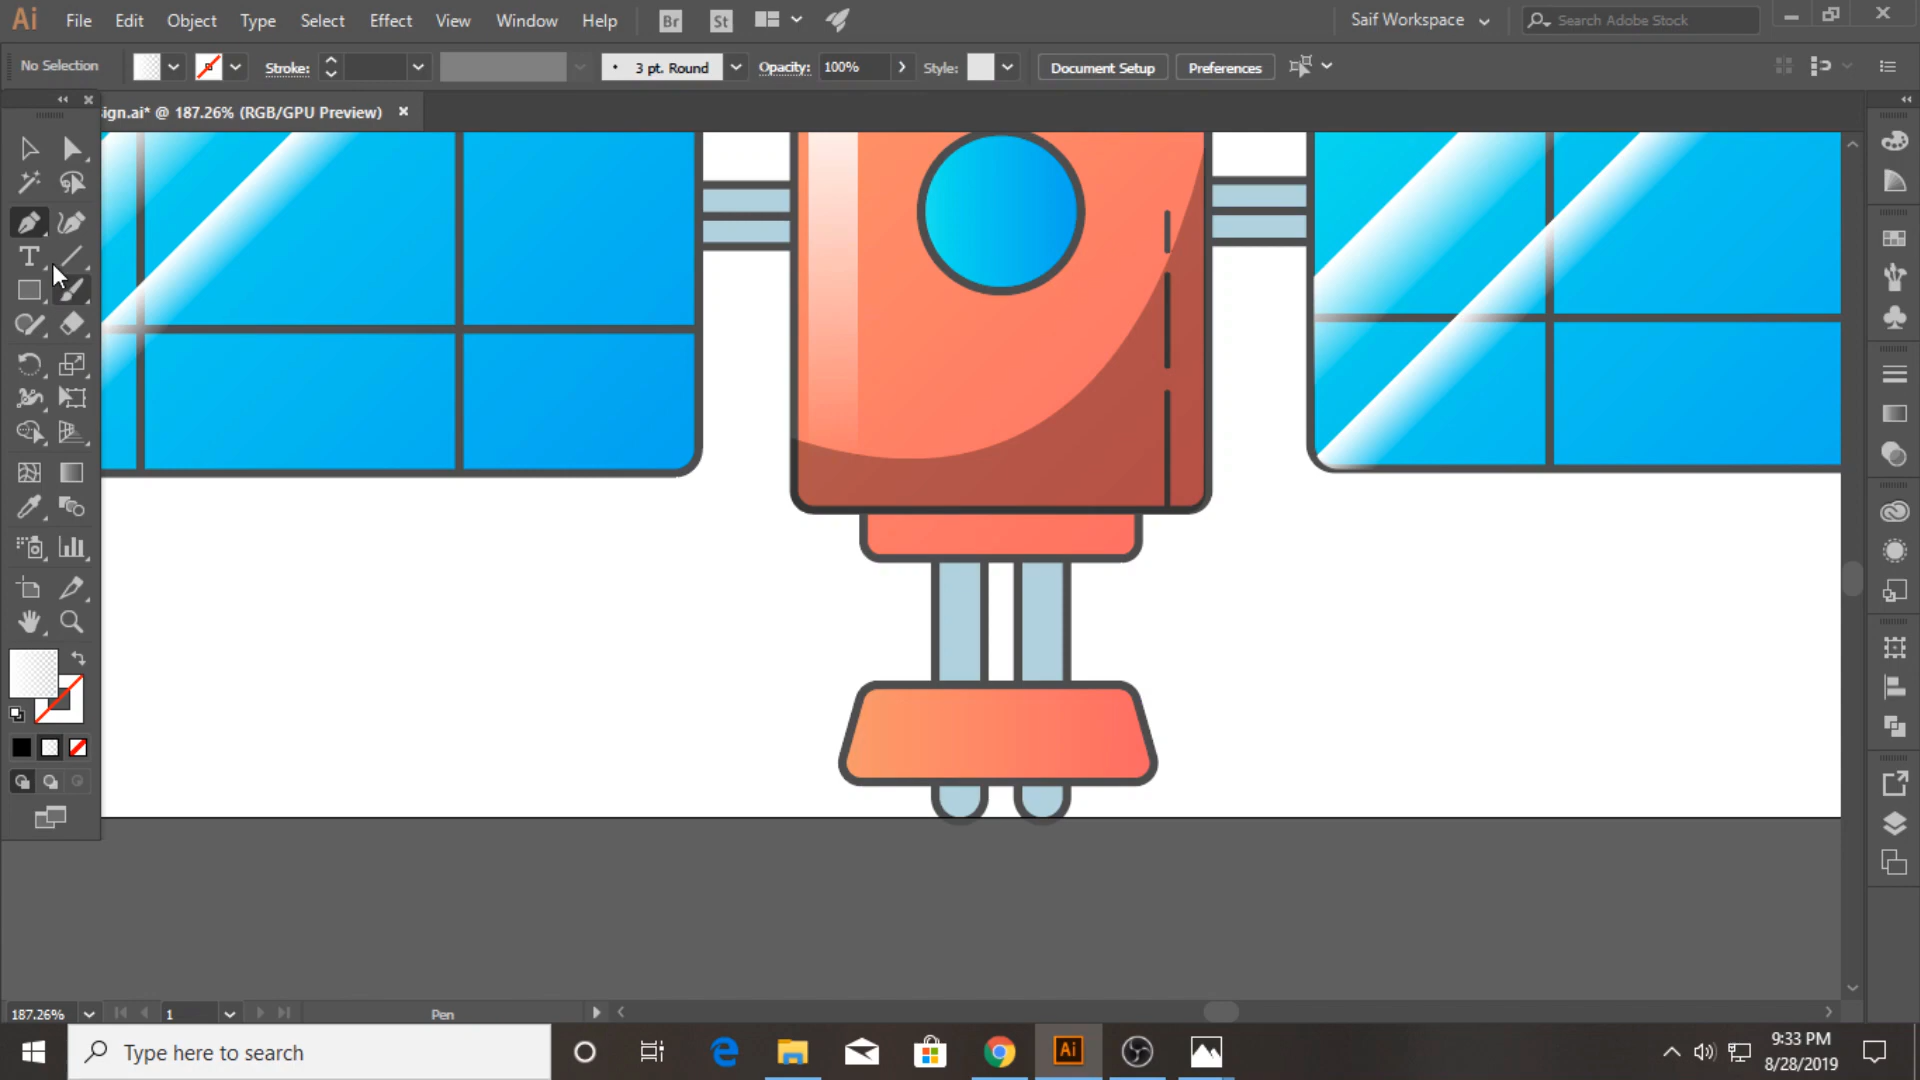 Ai File Edit Object Type Select Effect View Window Help Br St Saif Workspace Search Adobe Stock
No Selection Stroke: 3 pt. Round Opacity: 100% Style: Document Setup Preferences
ign.ai* @ 187.26% (RGB/GPU Preview)
187.26% 1 Pen
Type here to search Ai 9:33 PM
8/28/2019